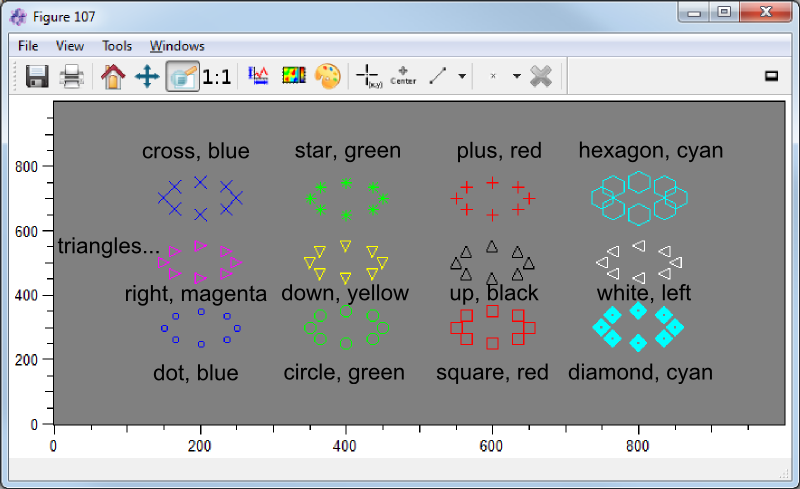 Figure 107
File View Tools Windows
1:1 (x,y) Center
cross, blue star, green plus, red hexagon, cyan
800
600
triangles...
right, magenta down, yellow up, black white, left
400
200
dot, blue circle, green square, red diamond, cyan
0
0 200 400 600 800